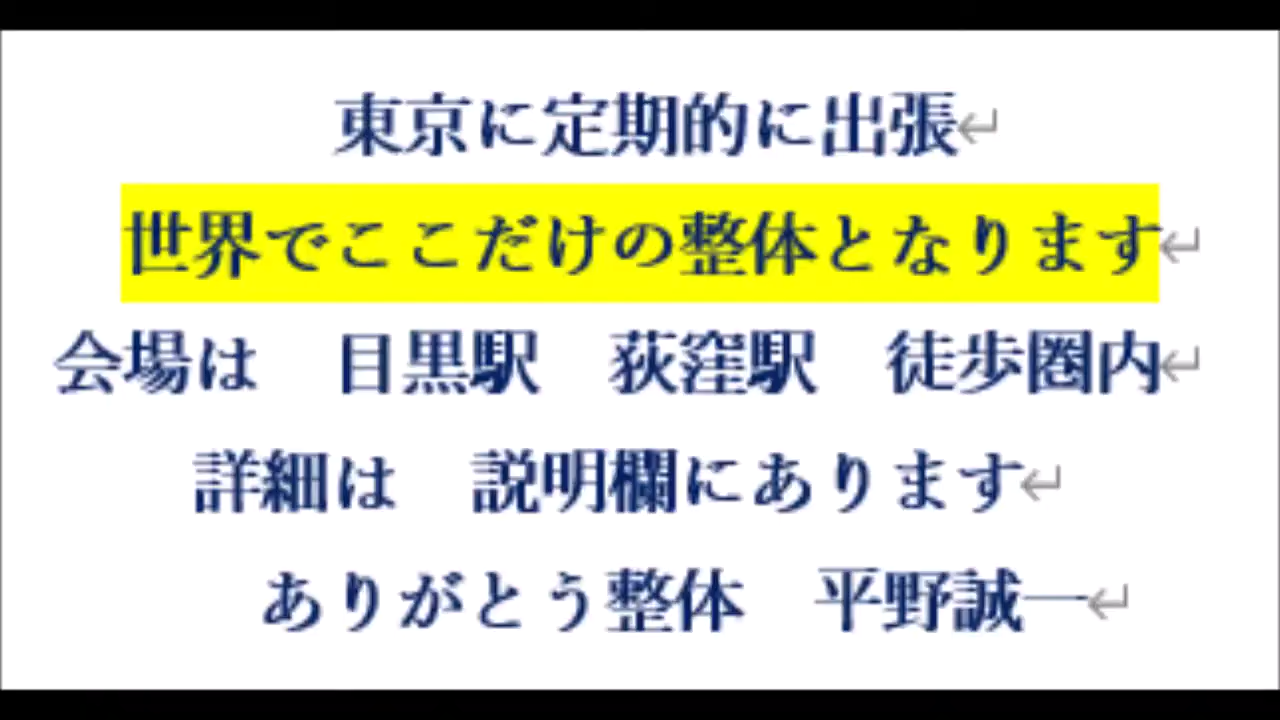 東京に定期的に出張
世界でここだけの整体となります
会場は　目黒駅　荻窪駅　徒歩圏内
詳細は　説明欄にあります
ありがとう整体　平野誠一